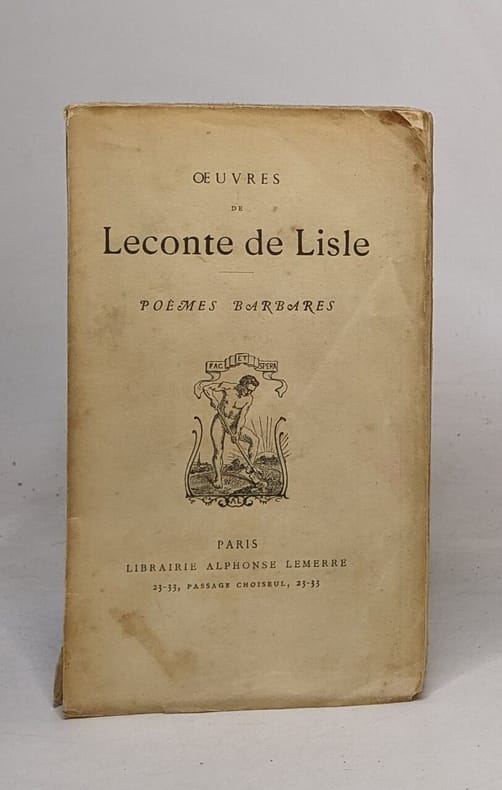 ŒUVRES
DE
Leconte de Lisle
POÈMES BARBARES
FAC ET SPERA
AL
PARIS
LIBRAIRIE ALPHONSE LEMERRE
23-33, PASSAGE CHOISEUL, 23-33